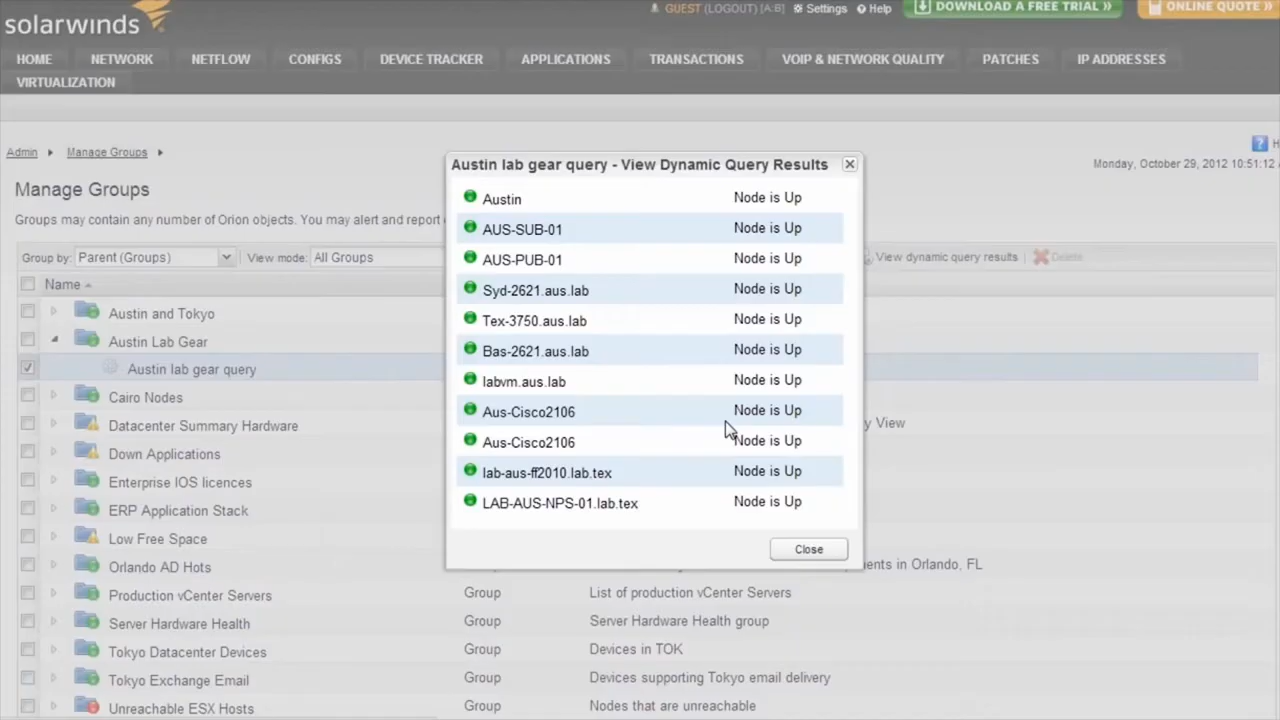 solarwinds
GUEST (LOGOUT) [A:B] Settings Help DOWNLOAD A FREE TRIAL » ONLINE QUOTE »
HOME NETWORK NETFLOW CONFIGS DEVICE TRACKER APPLICATIONS TRANSACTIONS VOIP & NETWORK QUALITY PATCHES IP ADDRESSES
VIRTUALIZATION
Admin Manage Groups
Monday, October 29, 2012 10:51:12
Manage Groups
Groups may contain any number of Orion objects. You may alert and report
Group by: Parent (Groups) View mode: All Groups View dynamic query results Delete
Name
Austin and Tokyo
Austin Lab Gear
Austin lab gear query
Cairo Nodes
Datacenter Summary Hardware y View
Down Applications
Enterprise IOS licences
ERP Application Stack
Low Free Space
Orlando AD Hots ents in Orlando, FL
Production vCenter Servers Group List of production vCenter Servers
Server Hardware Health Group Server Hardware Health group
Tokyo Datacenter Devices Group Devices in TOK
Tokyo Exchange Email Group Devices supporting Tokyo email delivery
Unreachable ESX Hosts Group Nodes that are unreachable
Austin lab gear query - View Dynamic Query Results
Austin Node is Up
AUS-SUB-01 Node is Up
AUS-PUB-01 Node is Up
Syd-2621.aus.lab Node is Up
Tex-3750.aus.lab Node is Up
Bas-2621.aus.lab Node is Up
labvm.aus.lab Node is Up
Aus-Cisco2106 Node is Up
Aus-Cisco2106 Node is Up
lab-aus-ff2010.lab.tex Node is Up
LAB-AUS-NPS-01.lab.tex Node is Up
Close